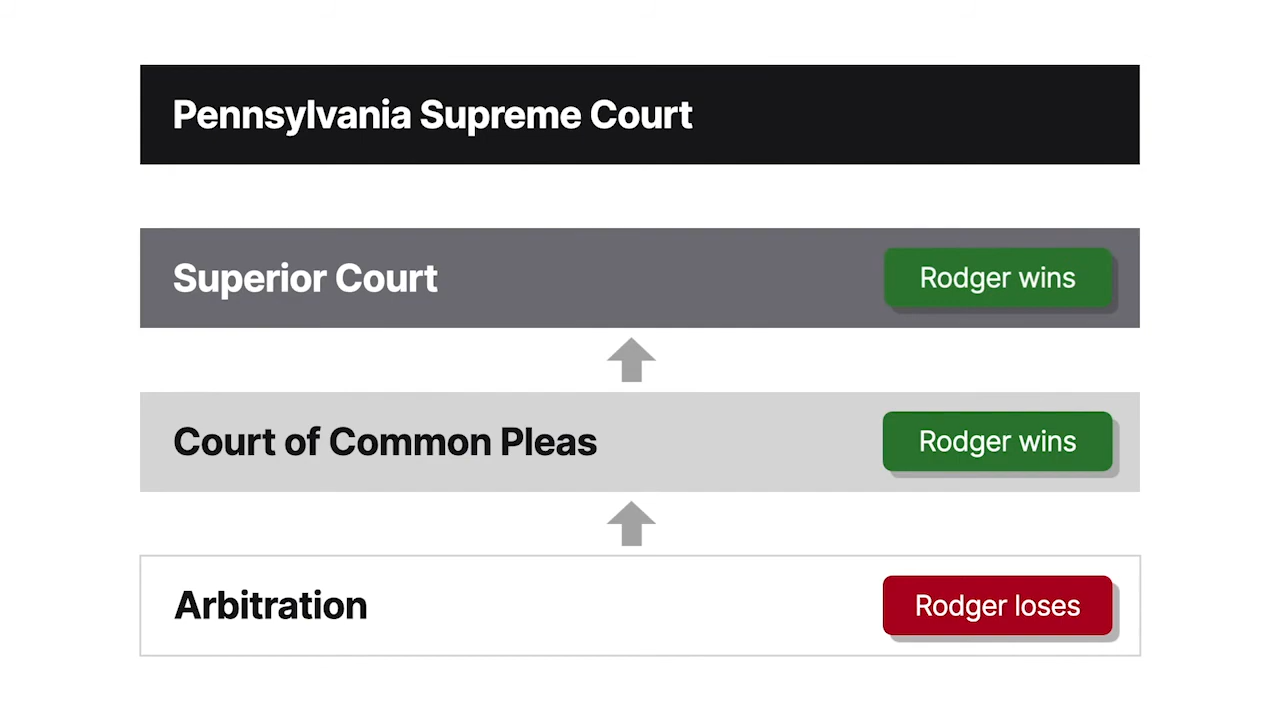 Pennsylvania Supreme Court
Superior Court
Rodger wins
Court of Common Pleas
Rodger wins
Arbitration
Rodger loses